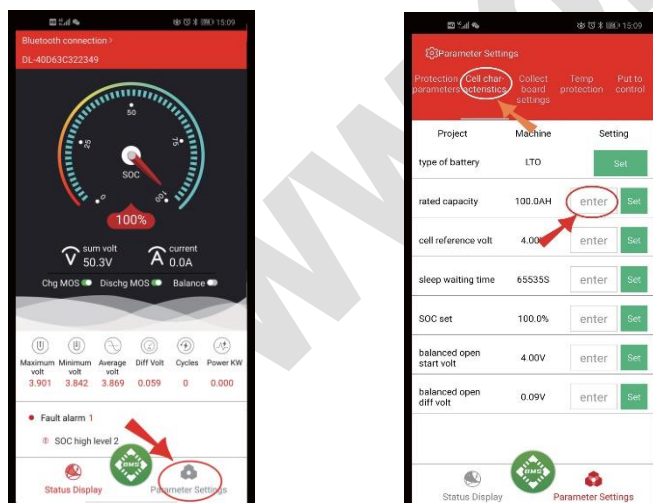 15:09
Bluetooth connection >
DL-40D63C322349
0
25
50
75
100
SOC
100%
V sum volt 50.3V
A current 0.0A
Chg MOS Dischg MOS Balance
Maximum volt Minimum volt Average volt Diff Volt Cycles Power KW
3.901 3.842 3.869 0.059 0 0.000
Fault alarm 1
SOC high level 2
BMS
Status Display Parameter Settings
15:09
Parameter Settings
Protection parameters Cell char-acteristics Collect board settings Temp protection Put to control
Project Machine Setting
type of battery LTO Set
rated capacity 100.0AH enter Set
cell reference volt 4.00V enter Set
sleep waiting time 65535S enter Set
SOC set 100.0% enter Set
balanced open start volt 4.00V enter Set
balanced open diff volt 0.09V enter Set
BMS
Status Display Parameter Settings